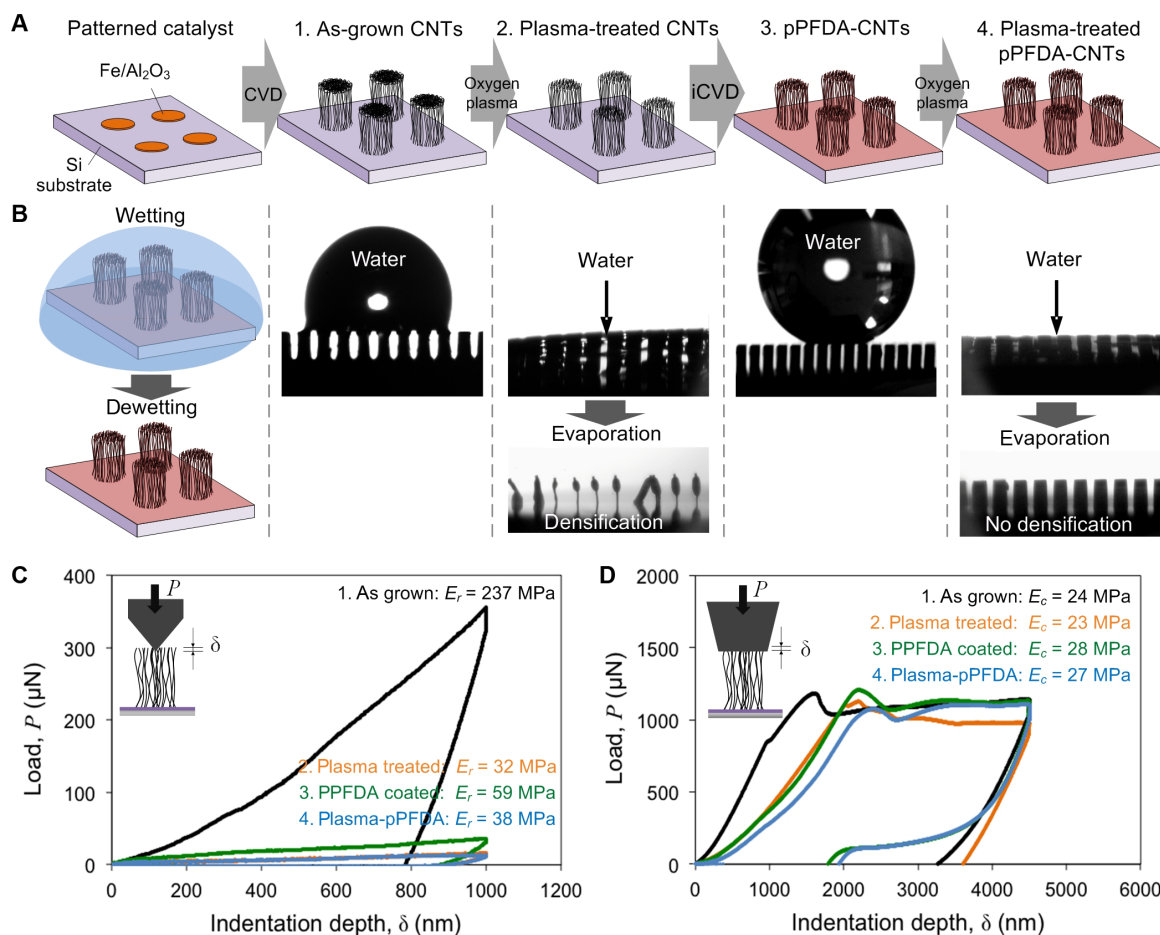 A
Patterned catalyst
1. As-grown CNTs
2. Plasma-treated CNTs
3. pPFDA-CNTs
4. Plasma-treated
pPFDA-CNTs
Fe/Al₂O₃
CVD
Oxygen
plasma
iCVD
Oxygen
plasma
Si
substrate
B
Wetting
Dewetting
Water
Water
Evaporation
Densification
Water
Water
Evaporation
No densification
C
Load, P (µN)
400
300
200
100
0
0
200
400
600
800
1000
1200
Indentation depth, δ (nm)
P
δ
1. As grown: Eᵣ = 237 MPa
2. Plasma treated: Eᵣ = 32 MPa
3. PPFDA coated: Eᵣ = 59 MPa
4. Plasma-pPFDA: Eᵣ = 38 MPa
D
Load, P (µN)
2000
1500
1000
500
0
0
1000
2000
3000
4000
5000
6000
Indentation depth, δ (nm)
P
δ
1. As grown: E_c = 24 MPa
2. Plasma treated: E_c = 23 MPa
3. PPFDA coated: E_c = 28 MPa
4. Plasma-pPFDA: E_c = 27 MPa